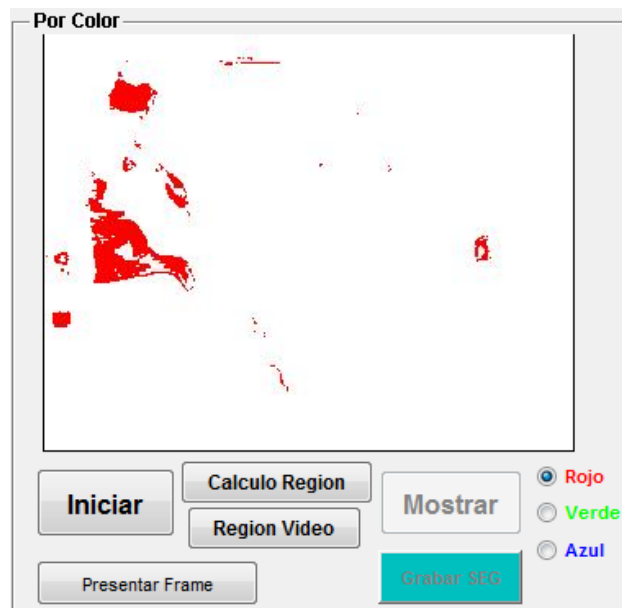 Por Color
Iniciar
Calculo Region
Region Video
Mostrar
Rojo
Verde
Azul
Presentar Frame
Grabar SEG